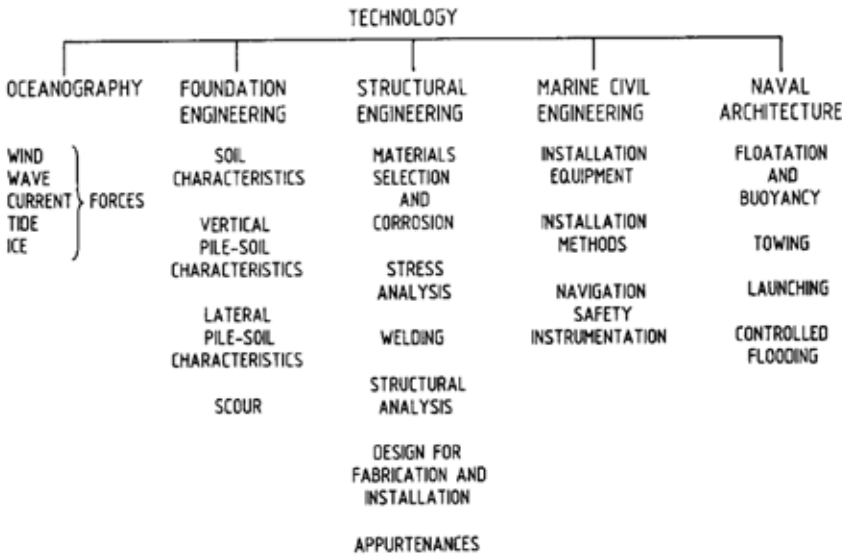 TECHNOLOGY
OCEANOGRAPHY
WIND
WAVE
CURRENT
TIDE
ICE
FORCES
FOUNDATION
ENGINEERING
SOIL
CHARACTERISTICS
VERTICAL
PILE-SOIL
CHARACTERISTICS
LATERAL
PILE-SOIL
CHARACTERISTICS
SCOUR
STRUCTURAL
ENGINEERING
MATERIALS
SELECTION
AND
CORROSION
STRESS
ANALYSIS
WELDING
STRUCTURAL
ANALYSIS
DESIGN FOR
FABRICATION AND
INSTALLATION
APPURTENANCES
MARINE CIVIL
ENGINEERING
INSTALLATION
EQUIPMENT
INSTALLATION
METHODS
NAVIGATION
SAFETY
INSTRUMENTATION
NAVAL
ARCHITECTURE
FLOATATION
AND
BUOYANCY
TOWING
LAUNCHING
CONTROLLED
FLOODING